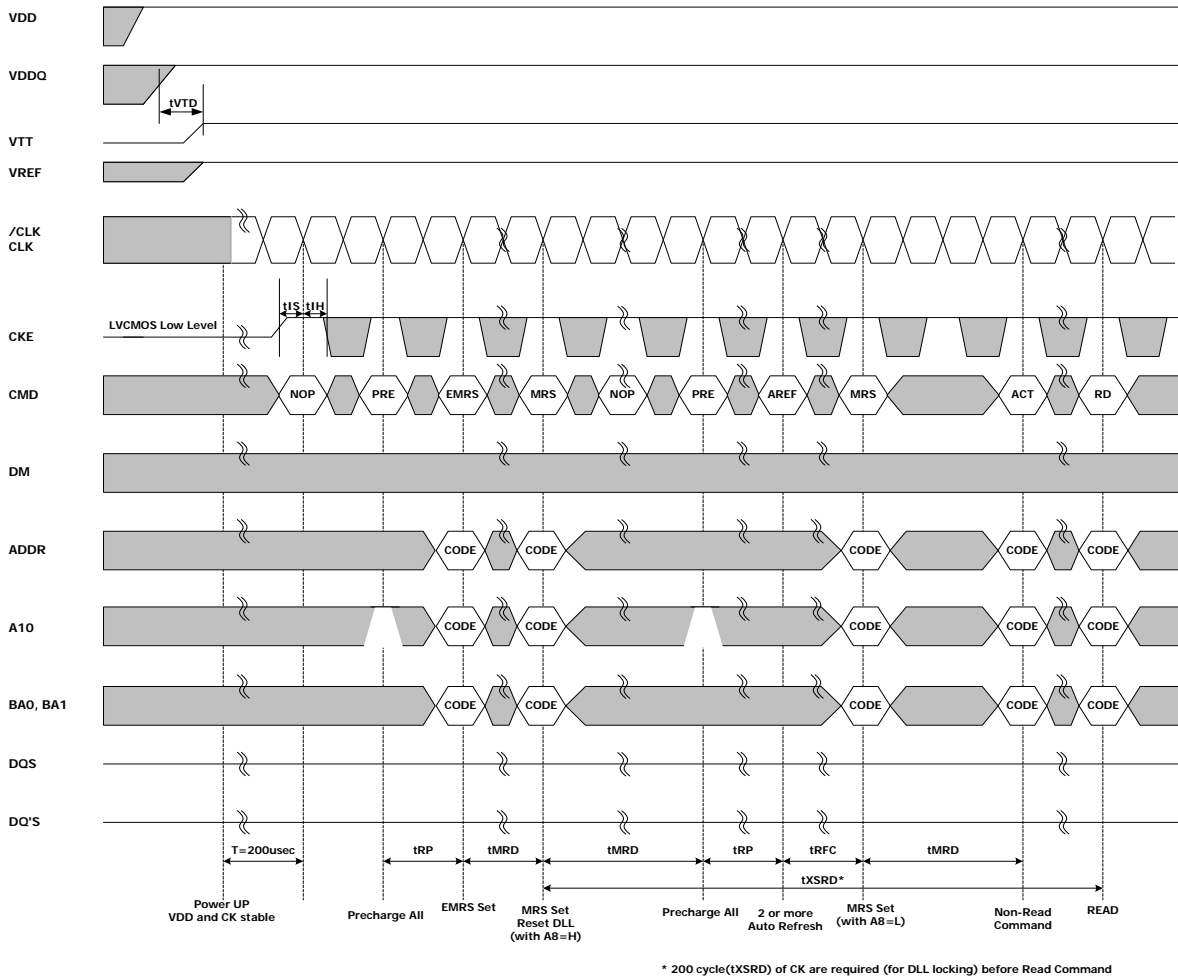 VDD
VDDQ
tVTD
VTT
VREF
/CLK
CLK
tIS tIH
LVCMOS Low Level
CKE
CMD NOP PRE EMRS MRS NOP PRE AREF MRS ACT RD
DM
ADDR CODE CODE CODE CODE CODE
A10 CODE CODE CODE CODE CODE
BA0, BA1 CODE CODE CODE CODE CODE
DQS
DQ'S
T=200usec tRP tMRD tMRD tRP tRFC tMRD
tXSRD*
Power UP
VDD and CK stable
Precharge All
EMRS Set
MRS Set
Reset DLL
(with A8=H)
Precharge All
2 or more
Auto Refresh
MRS Set
(with A8=L)
Non-Read
Command
READ
* 200 cycle(tXSRD) of CK are required (for DLL locking) before Read Command